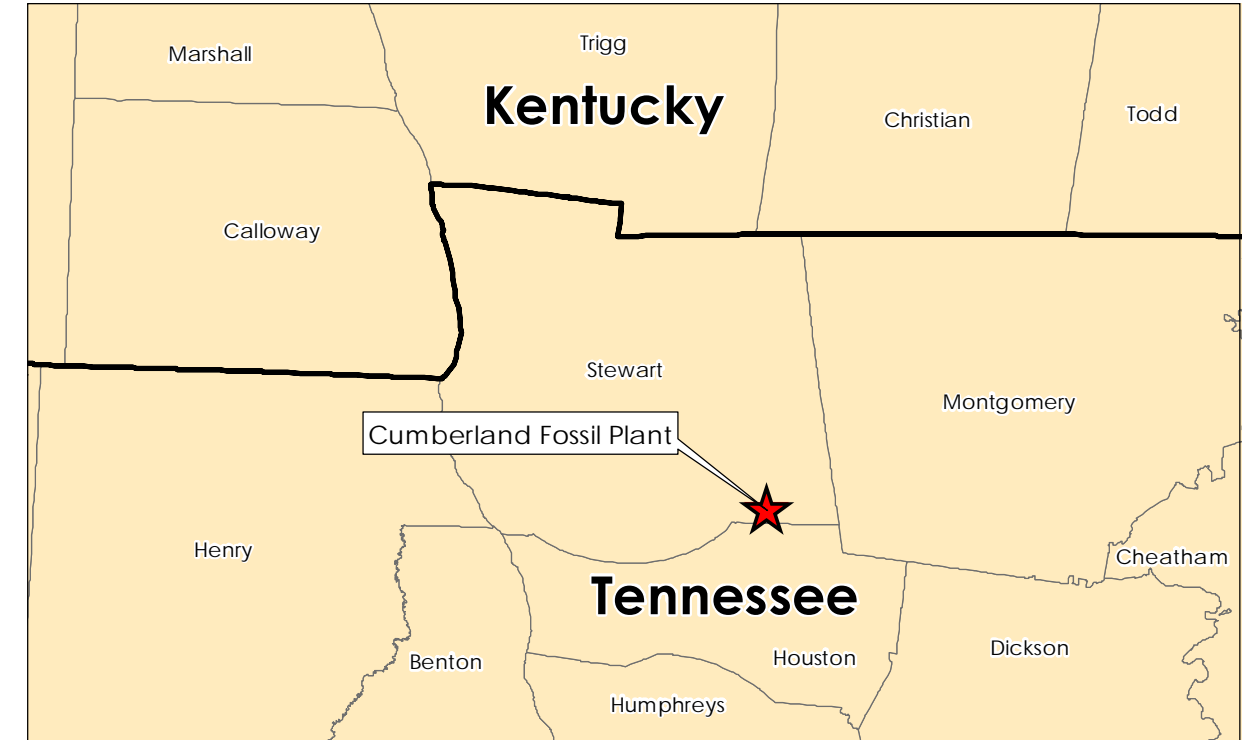 Trigg
Marshall
Kentucky
Todd
Christian
Calloway
Stewart
Montgomery
Cumberland Fossil Plant
Henry
Cheatham
Tennessee
Dickson
Houston
Benton
Humphreys